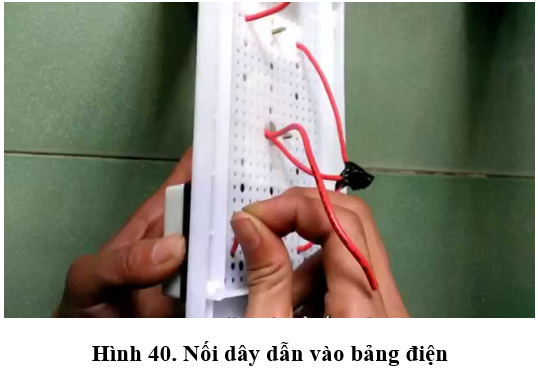 Hình 40. Nối dây dẫn vào bảng điện